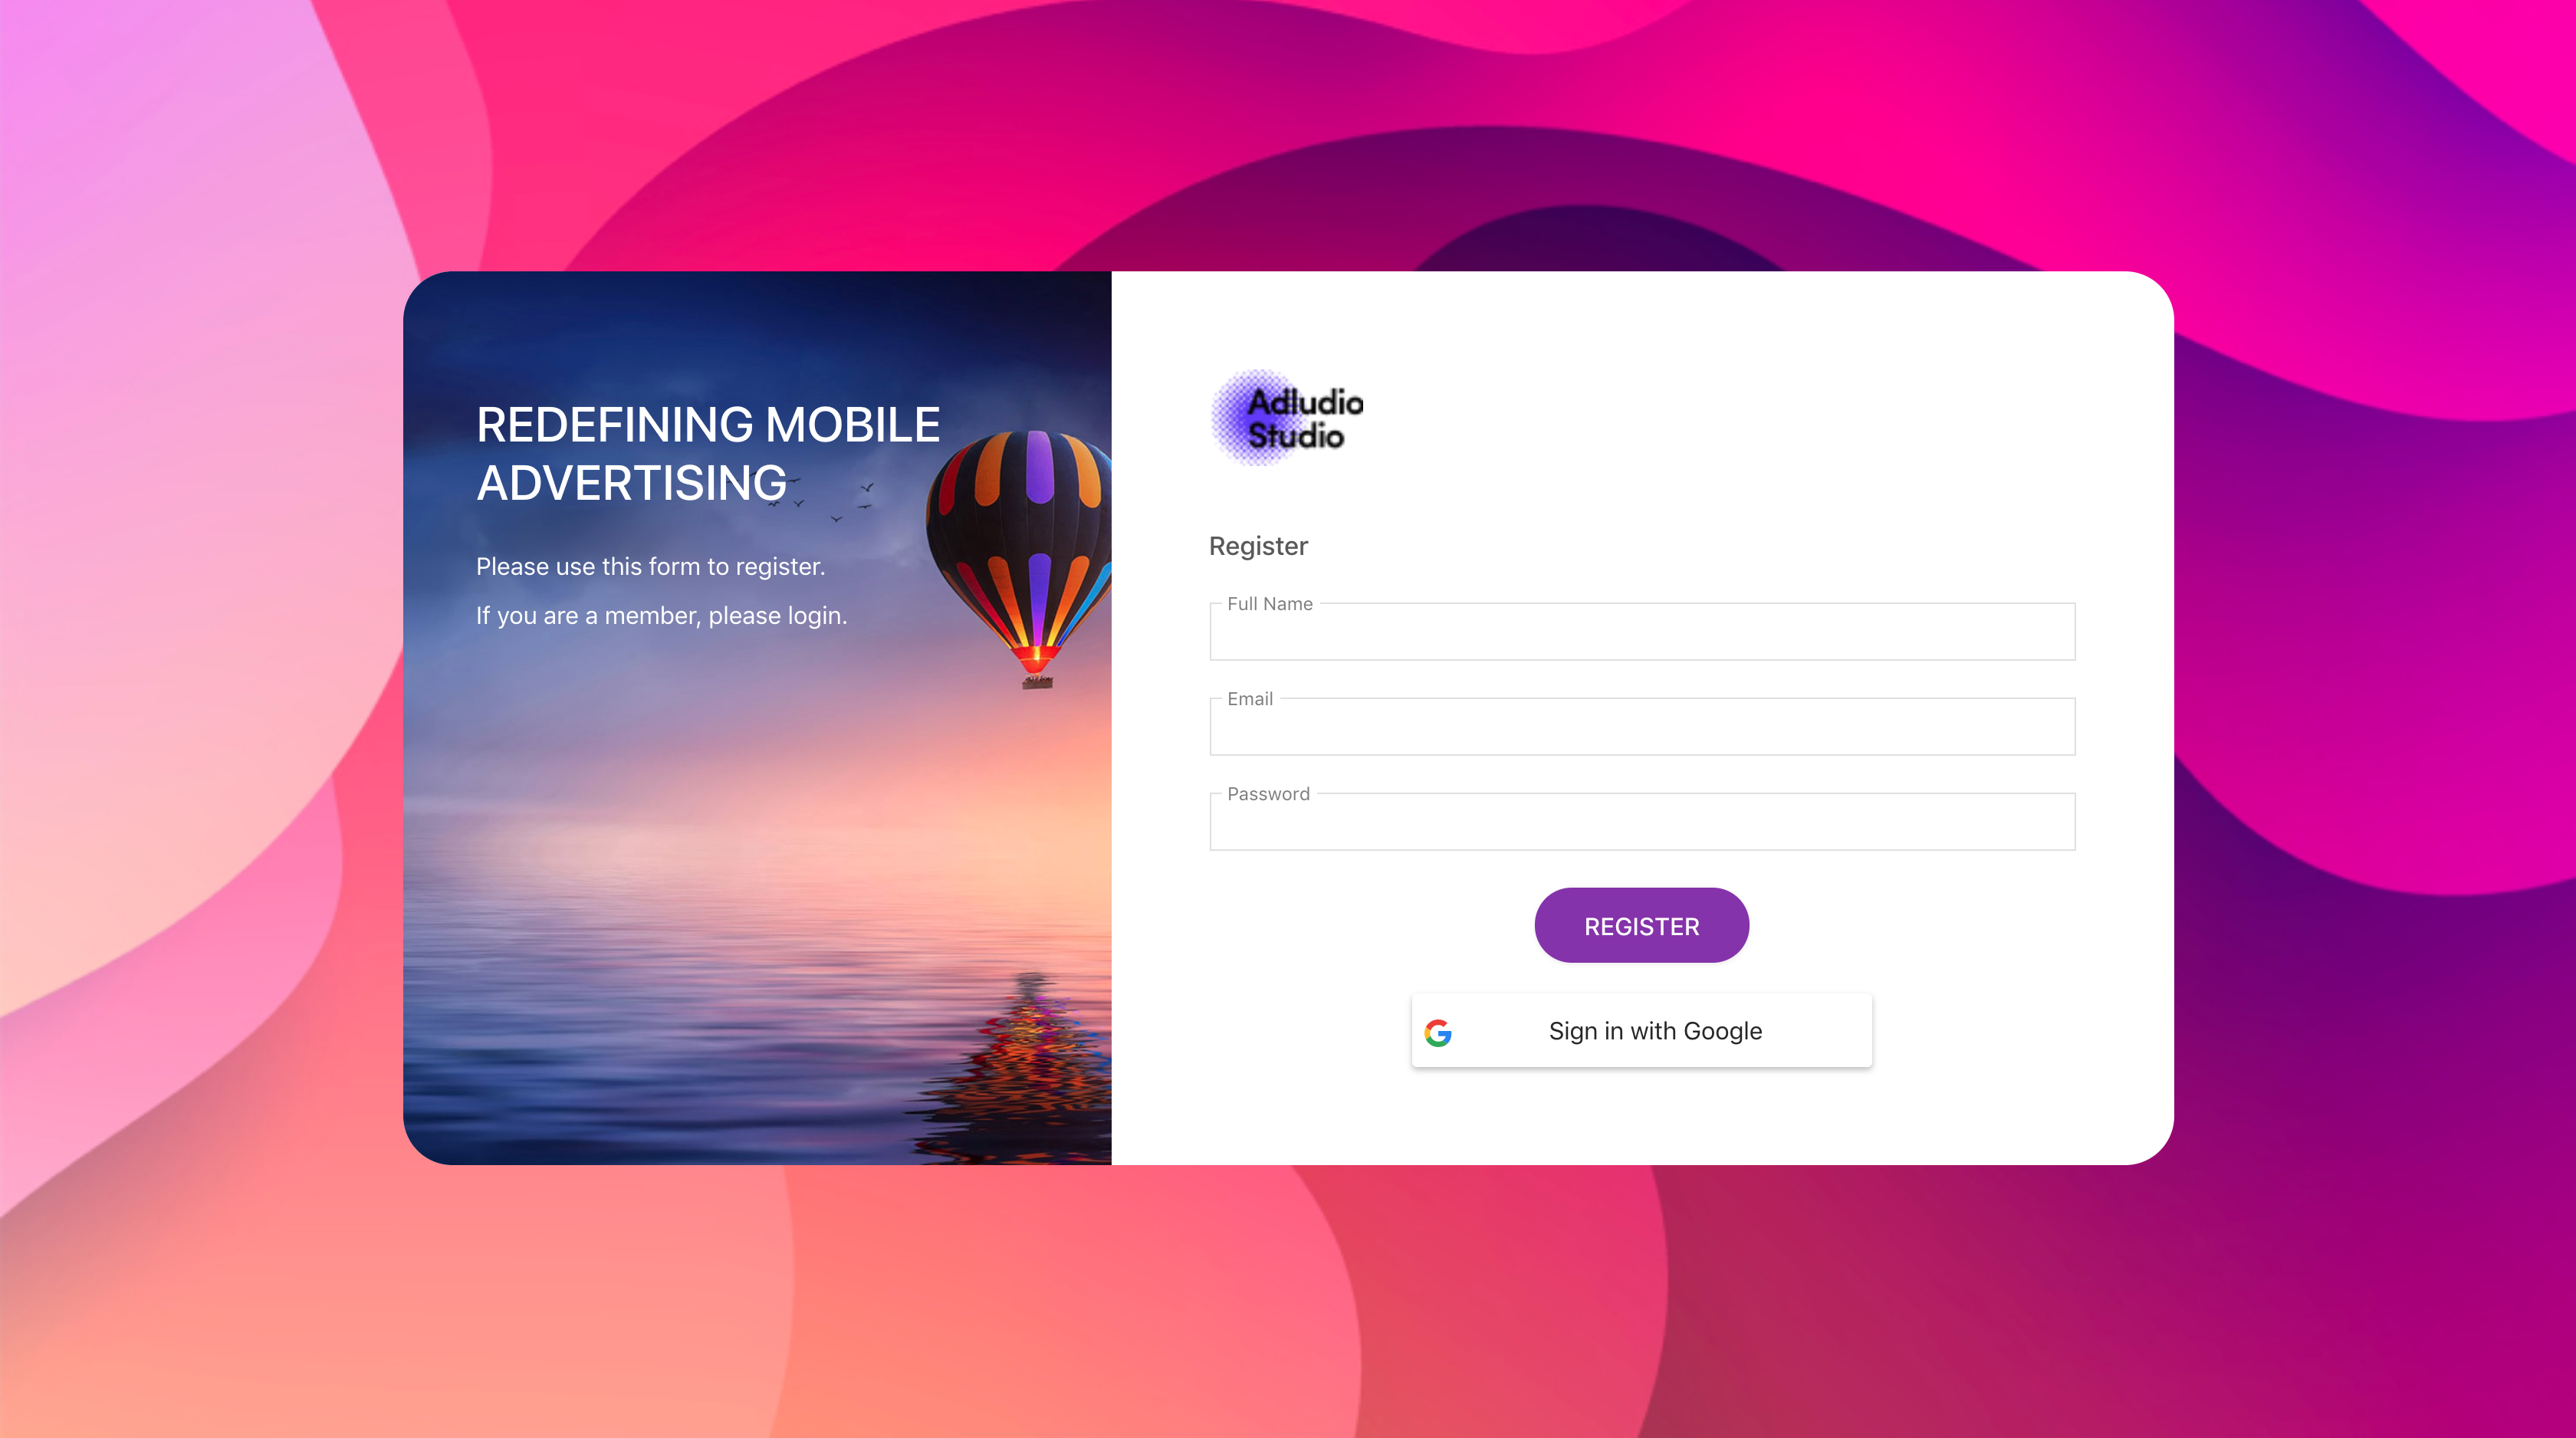 REDEFINING MOBILE
ADVERTISING
Please use this form to register.
If you are a member, please login.
Adludio
Studio
Register
Full Name
Email
Password
REGISTER
Sign in with Google